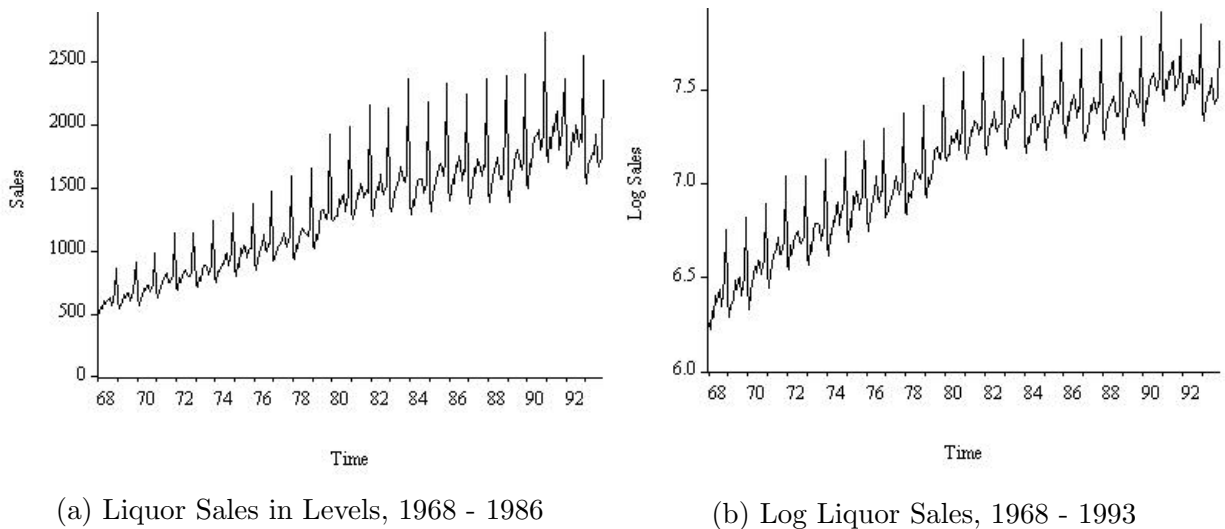 Sales
2500
2000
1500
1000
500
0
68 70 72 74 76 78 80 82 84 86 88 90 92
Time
(a) Liquor Sales in Levels, 1968 - 1986
Log Sales
7.5
7.0
6.5
6.0
68 70 72 74 76 78 80 82 84 86 88 90 92
Time
(b) Log Liquor Sales, 1968 - 1993